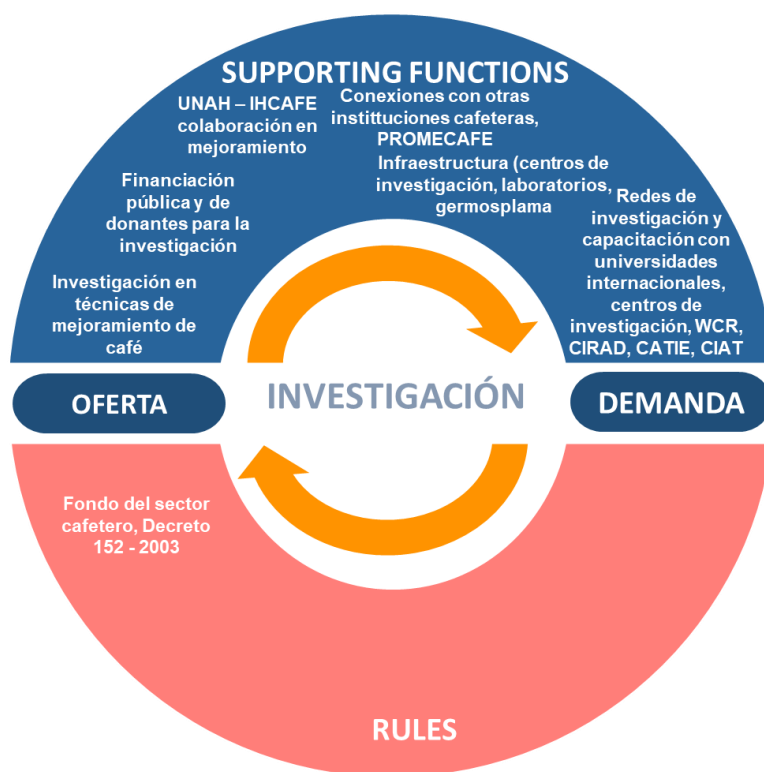 SUPPORTING FUNCTIONS
UNAH – IHCAFE
colaboración en
mejoramiento
Conexiones con otras
instittuciones cafeteras,
PROMECAFE
Infraestructura (centros de
investigación, laboratorios,
germosplama
Financiación
pública y de
donantes para la
investigación
Redes de
investigación y
capacitación con
universidades
internacionales,
centros de
investigación, WCR,
CIRAD, CATIE, CIAT
Investigación en
técnicas de
mejoramiento de
café
OFERTA
INVESTIGACIÓN
DEMANDA
Fondo del sector
cafetero, Decreto
152 - 2003
RULES